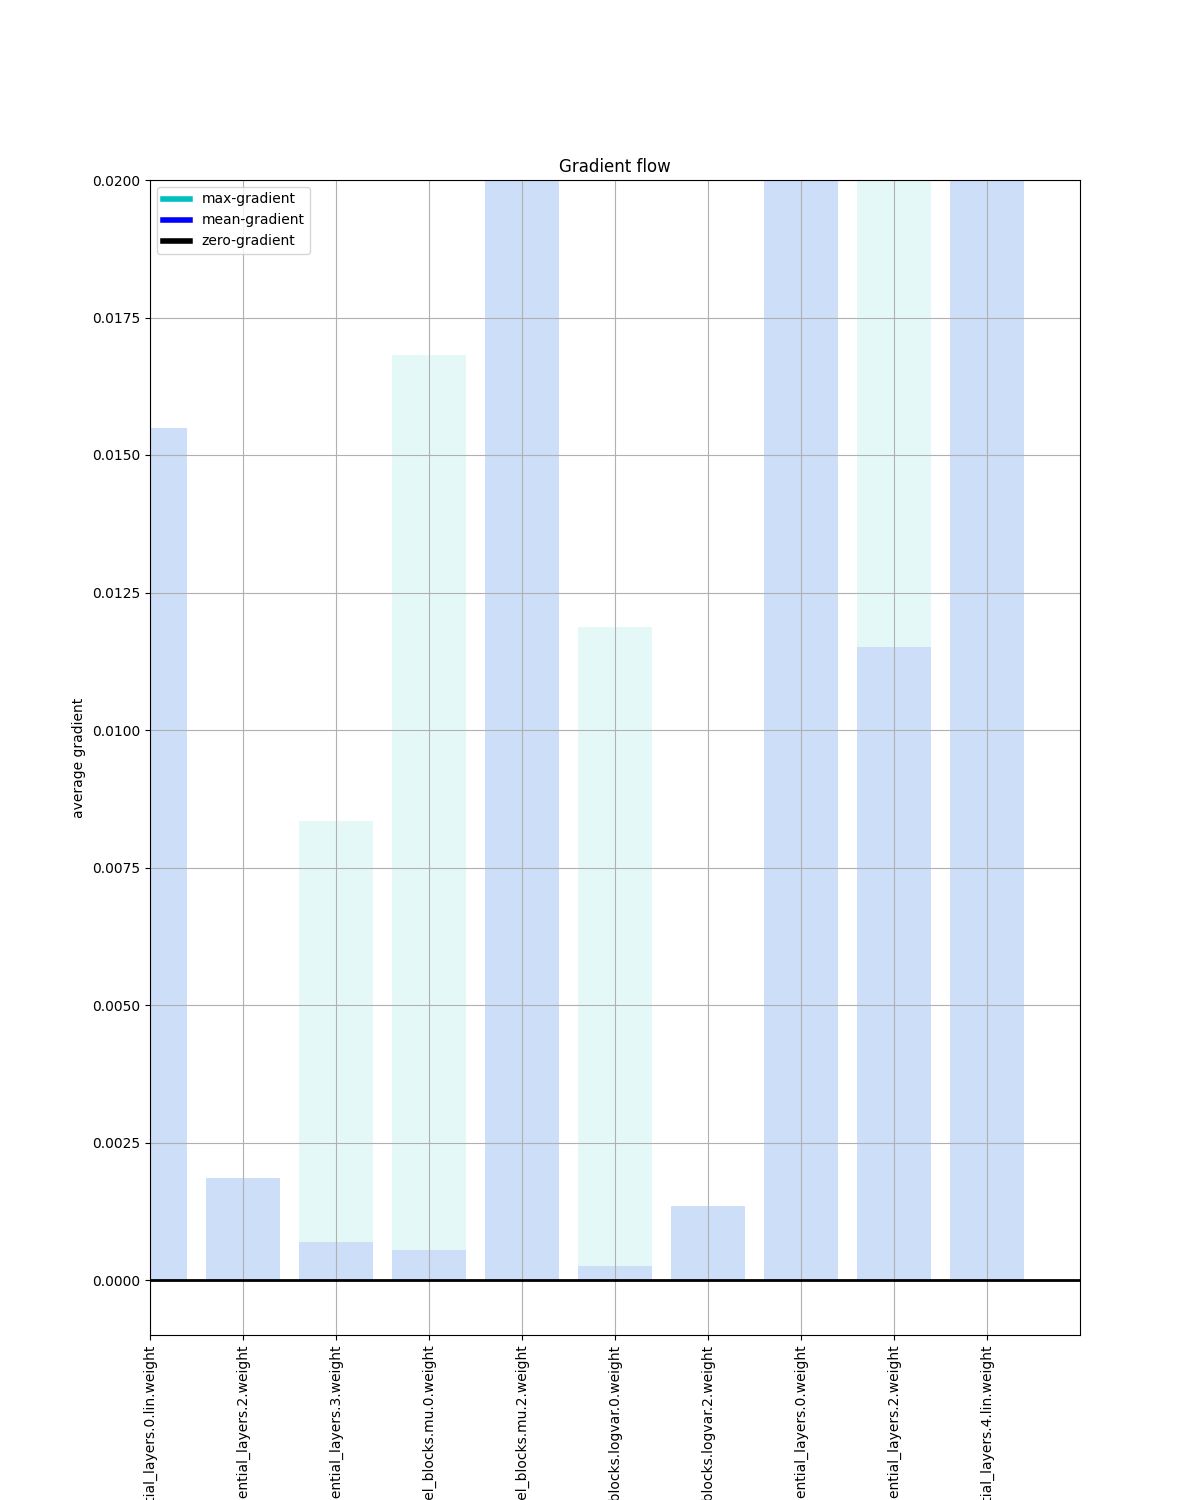 Gradient flow
max-gradient
mean-gradient
zero-gradient
0.0200
0.0175
0.0150
0.0125
0.0100
0.0075
0.0050
0.0025
0.0000
average gradient
tial_layers.0.lin.weight
ential_layers.2.weight
ential_layers.3.weight
el_blocks.mu.0.weight
el_blocks.mu.2.weight
blocks.logvar.0.weight
blocks.logvar.2.weight
ential_layers.0.weight
ential_layers.2.weight
tial_layers.4.lin.weight